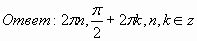 Ответ: 2πn, π/2 + 2πk, n, k ∈ z